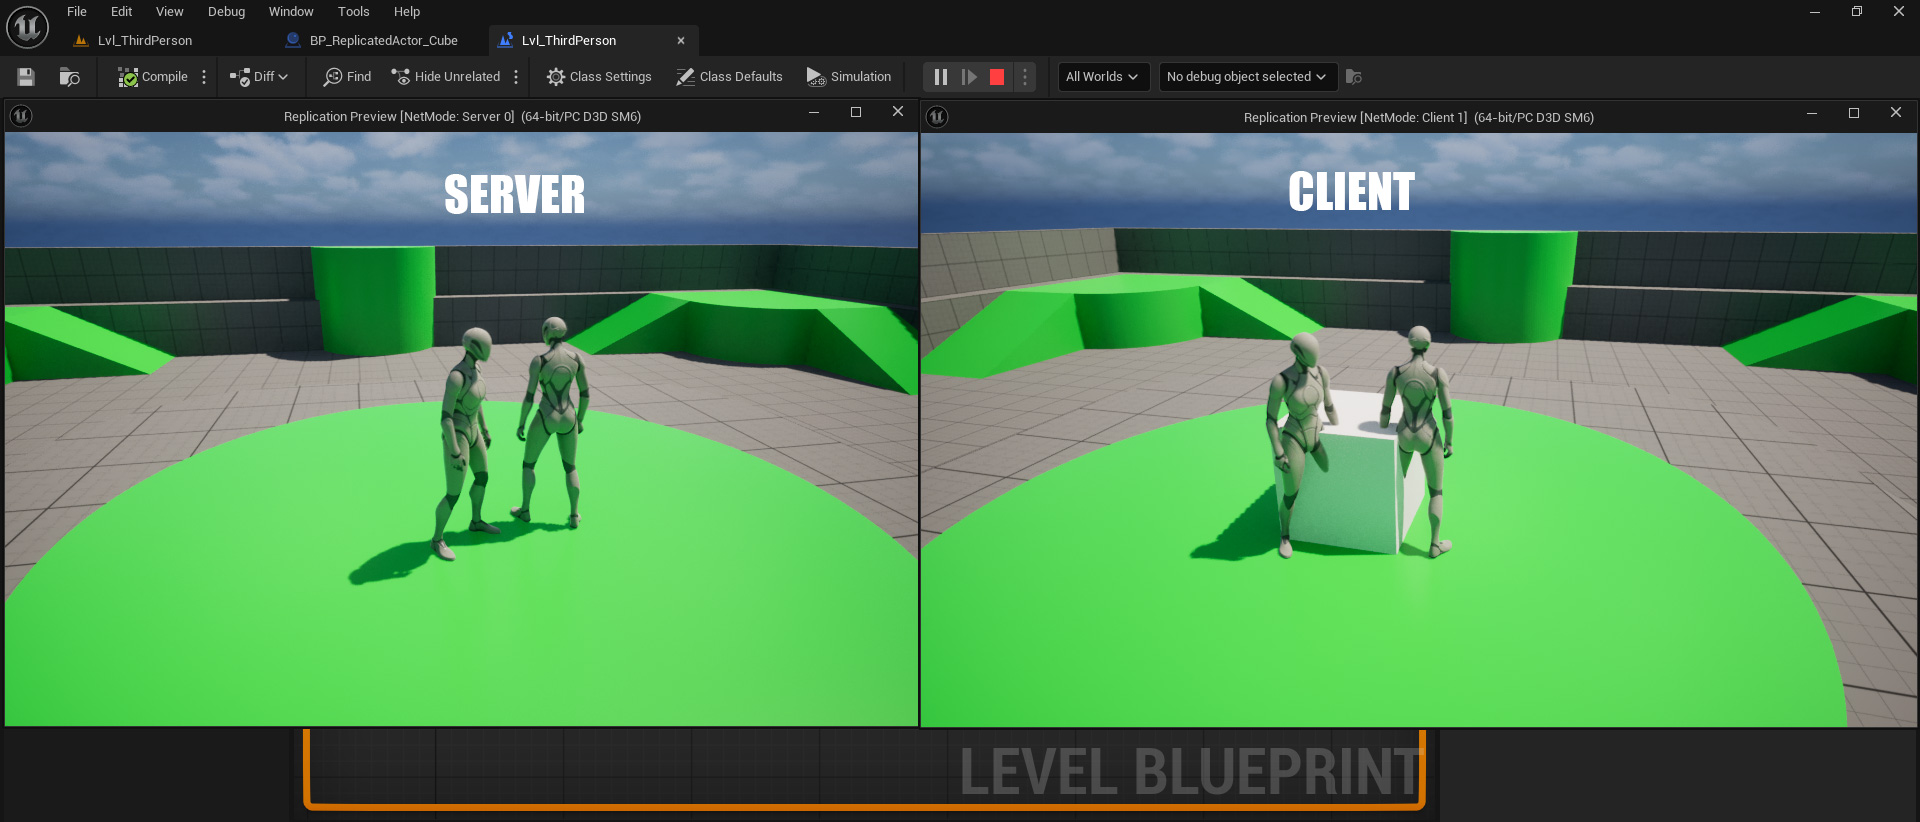 File Edit View Debug Window Tools Help
Lvl_ThirdPerson BP_ReplicatedActor_Cube Lvl_ThirdPerson
Compile Diff Find Hide Unrelated Class Settings Class Defaults Simulation All Worlds No debug object selected
Replication Preview [NetMode: Server 0] (64-bit/PC D3D SM6)
Replication Preview [NetMode: Client 1] (64-bit/PC D3D SM6)
SERVER
CLIENT
LEVEL BLUEPRINT